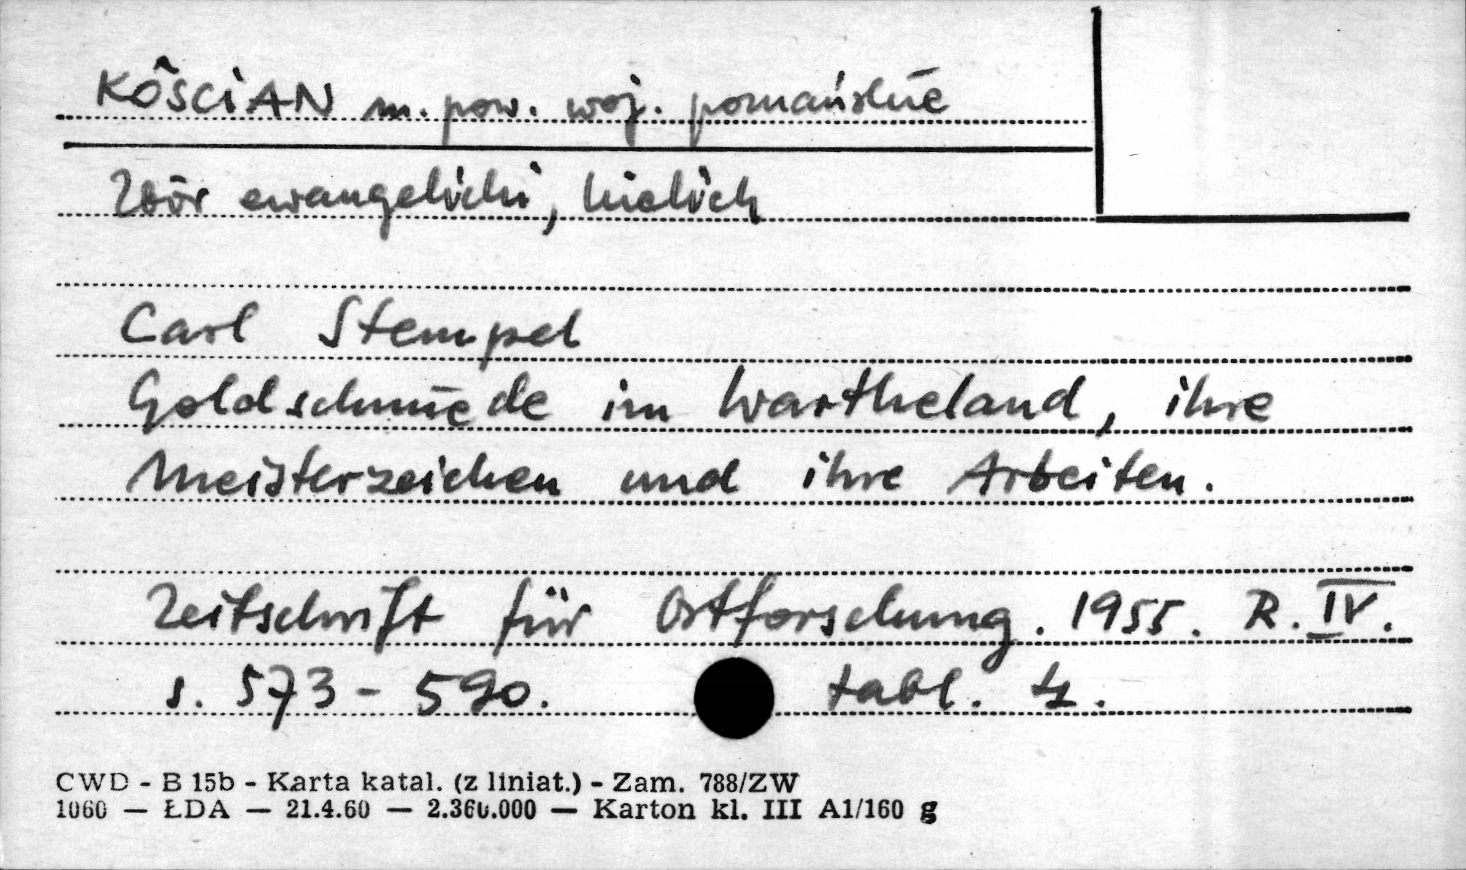 KOŚCIAN m. pow. woj. poznańskie
Zbór ewangelicki, kielich
Carl Stempel
Goldschmiede im Wartheland, ihre
Meisterzeichen und ihre Arbeiten.
Zeitschrift für Ostforschung. 1955. R. IV.
s. 573-590. tabl. 4.
CWD - B 15b - Karta katal. (z liniat.) - Zam. 788/ZW
1060 — ŁDA — 21.4.60 — 2.360.000 — Karton kl. III A1/160 g